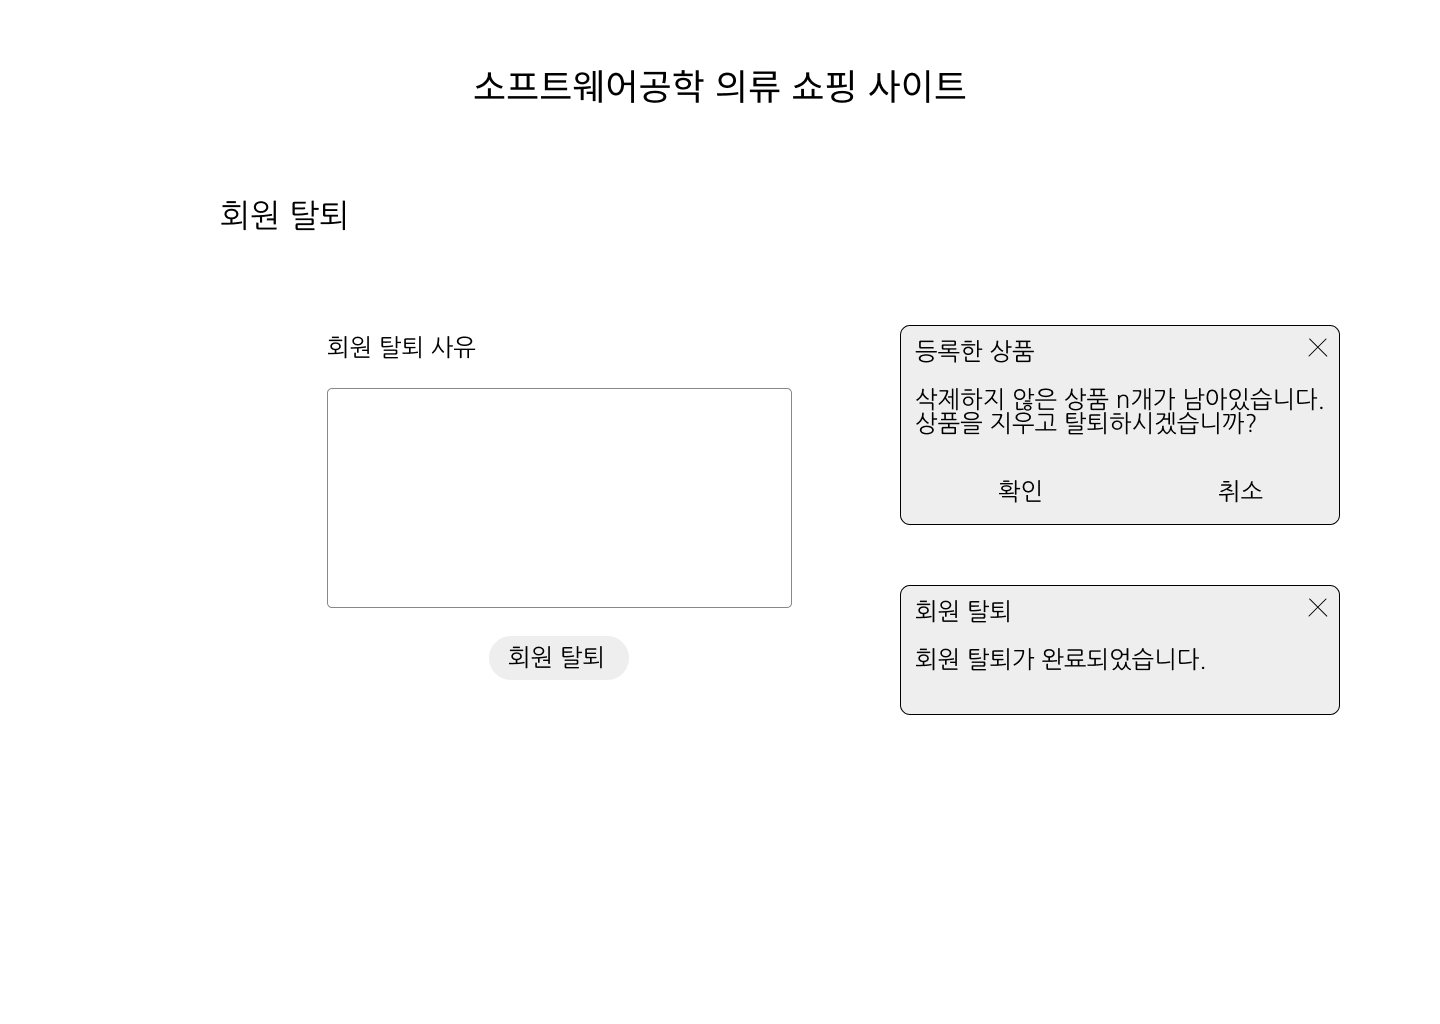 소프트웨어공학 의류 쇼핑 사이트
회원 탈퇴
회원 탈퇴 사유
회원 탈퇴
등록한 상품
삭제하지 않은 상품 n개가 남아있습니다.
상품을 지우고 탈퇴하시겠습니까?
확인 취소
회원 탈퇴
회원 탈퇴가 완료되었습니다.